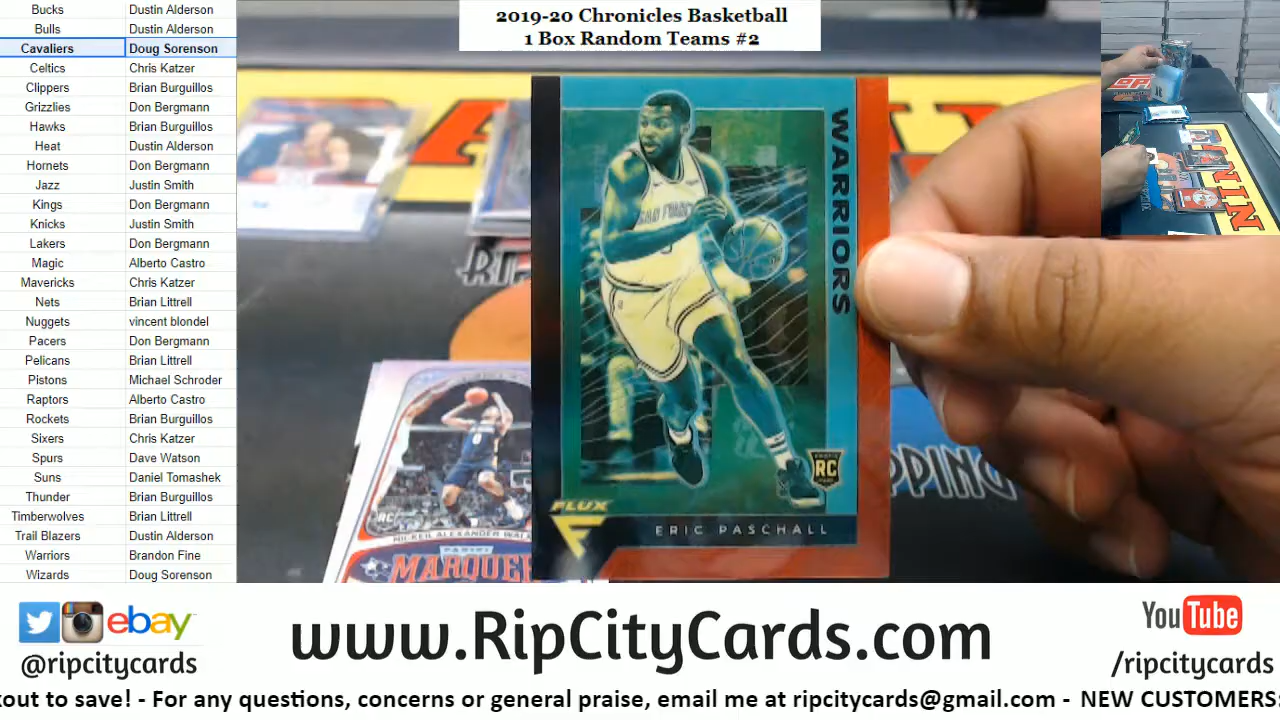 Bucks Dustin Alderson
Bulls Dustin Alderson
Cavaliers Doug Sorenson
Celtics Chris Katzer
Clippers Brian Burguillos
Grizzlies Don Bergmann
Hawks Brian Burguillos
Heat Dustin Alderson
Hornets Don Bergmann
Jazz Justin Smith
Kings Don Bergmann
Knicks Justin Smith
Lakers Don Bergmann
Magic Alberto Castro
Mavericks Chris Katzer
Nets Brian Littrell
Nuggets vincent blondel
Pacers Don Bergmann
Pelicans Brian Littrell
Pistons Michael Schroder
Raptors Alberto Castro
Rockets Brian Burguillos
Sixers Chris Katzer
Spurs Dave Watson
Suns Daniel Tomashek
Thunder Brian Burguillos
Timberwolves Brian Littrell
Trail Blazers Dustin Alderson
Warriors Brandon Fine
Wizards Doug Sorenson
2019-20 Chronicles Basketball
1 Box Random Teams #2
WARRIORS
RC
FLUX
ERIC PASCHALL
RC
PANINI
MARQUEE
PPING
ebay
@ripcitycards
www.RipCityCards.com
YouTube
/ripcitycards
kout to save! - For any questions, concerns or general praise, email me at ripcitycards@gmail.com - NEW CUSTOMERS: